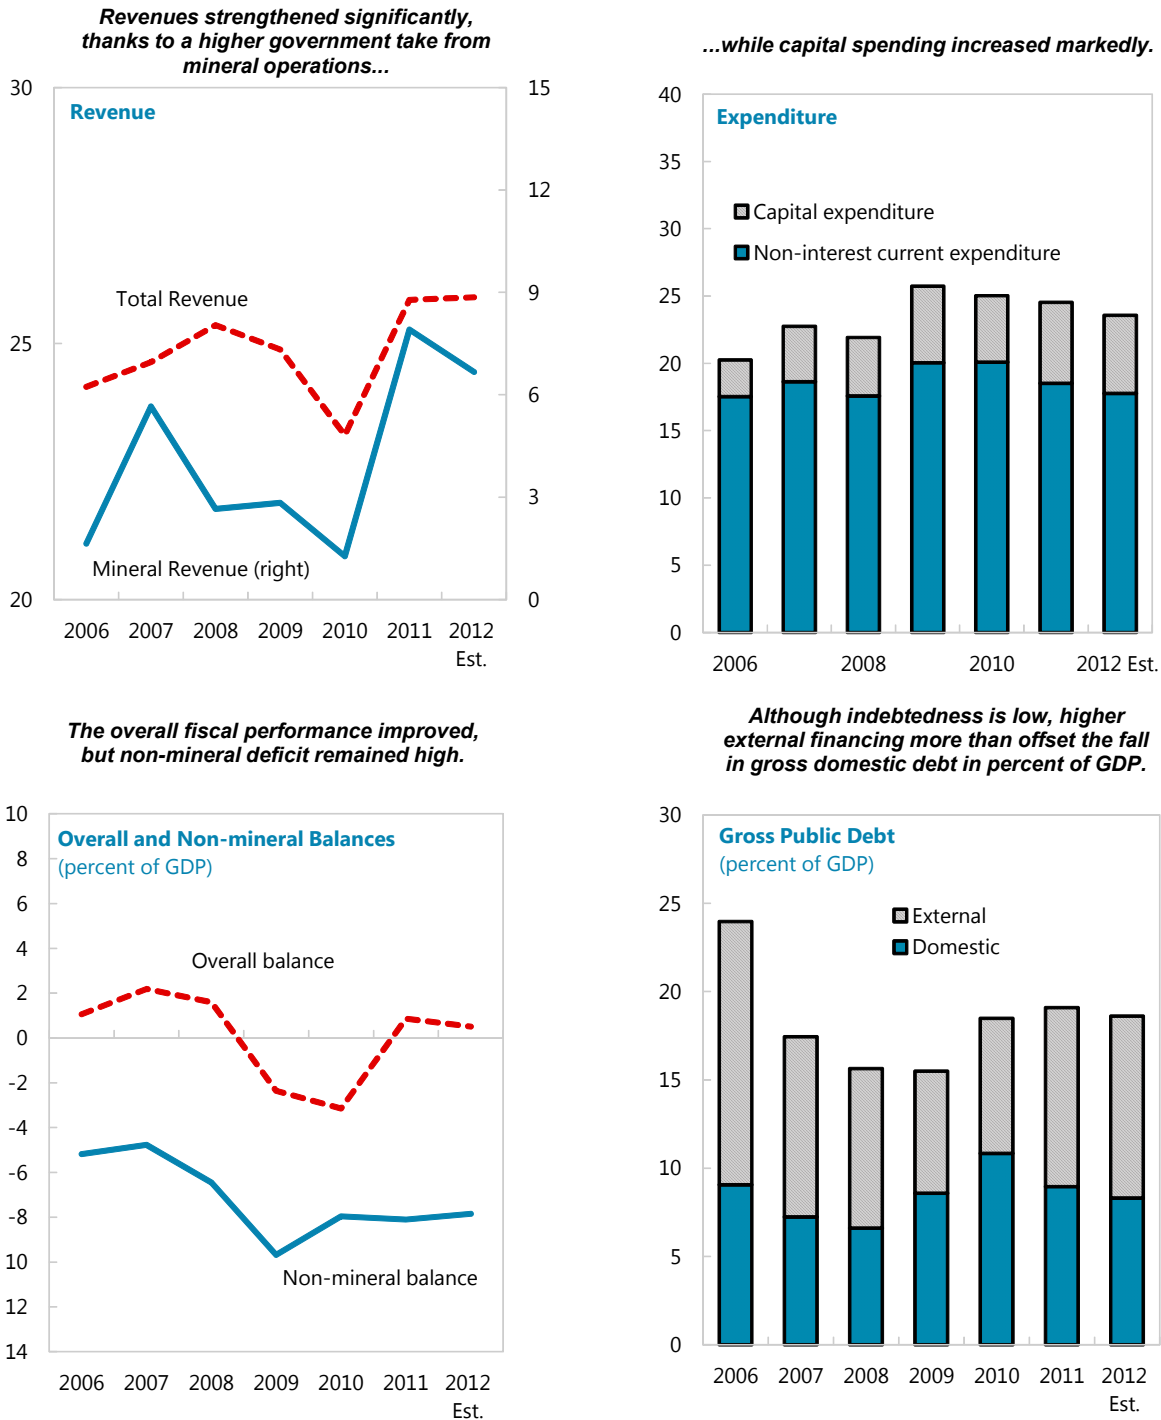 Revenues strengthened significantly,
thanks to a higher government take from
mineral operations...
30
15
Revenue
12
Total Revenue
9
25
6
3
Mineral Revenue (right)
20
0
2006 2007 2008 2009 2010 2011 2012
Est.
...while capital spending increased markedly.
40
Expenditure
35
30
Capital expenditure
Non-interest current expenditure
25
20
15
10
5
0
2006 2008 2010 2012 Est.
The overall fiscal performance improved,
but non-mineral deficit remained high.
10
Overall and Non-mineral Balances
8
(percent of GDP)
6
4
Overall balance
2
0
-2
-4
-6
-8
10
Non-mineral balance
12
14
2006 2007 2008 2009 2010 2011 2012
Est.
Although indebtedness is low, higher
external financing more than offset the fall
in gross domestic debt in percent of GDP.
30
Gross Public Debt
(percent of GDP)
25
External
Domestic
20
15
10
5
0
2006 2007 2008 2009 2010 2011 2012
Est.